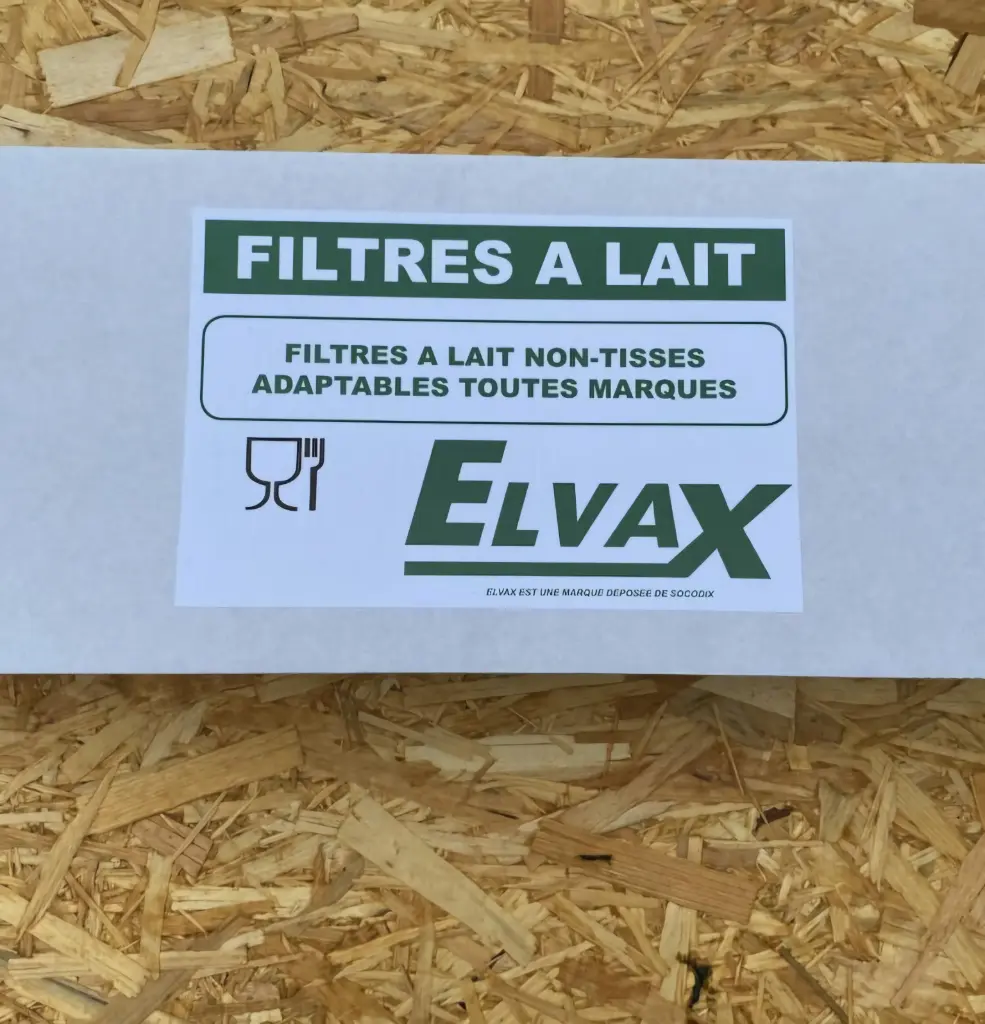 FILTRES A LAIT
FILTRES A LAIT NON-TISSES
ADAPTABLES TOUTES MARQUES
ELVAX
ELVAX EST UNE MARQUE DEPOSEE DE SOCODIX